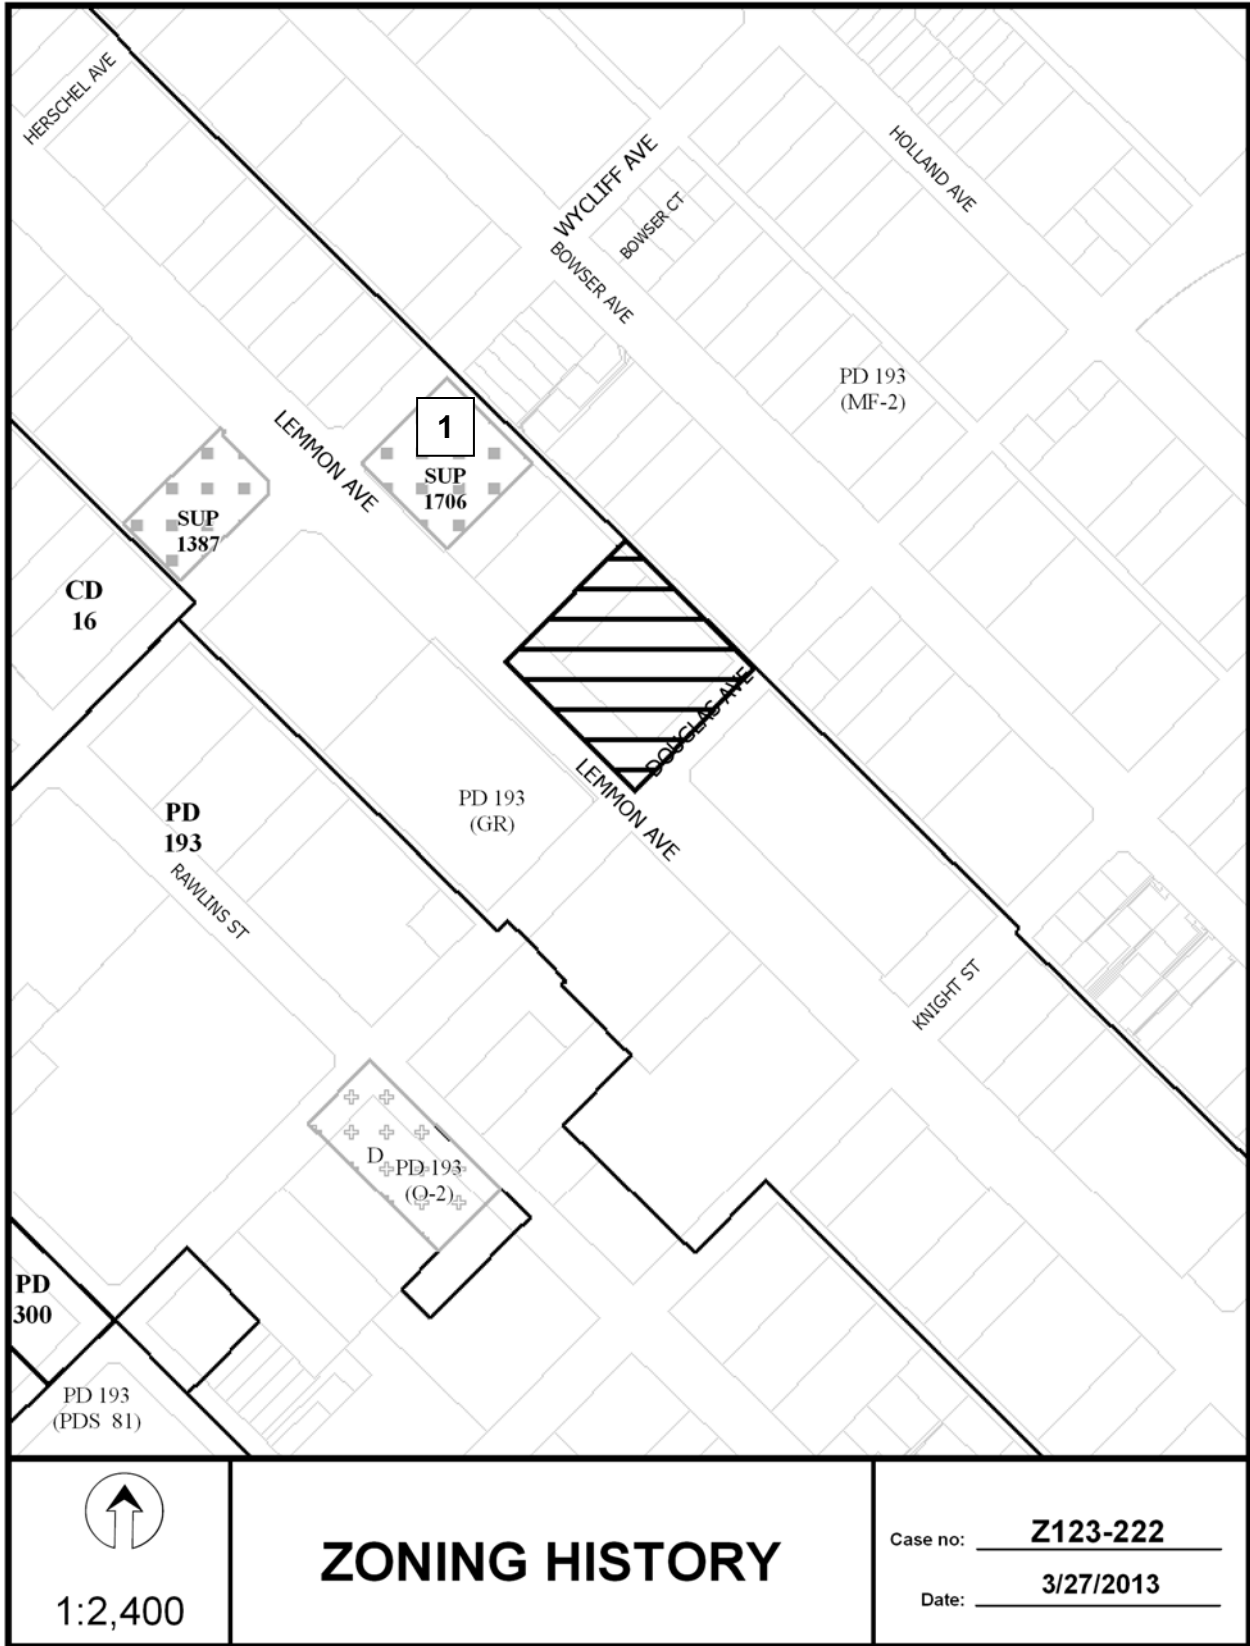 HERSCHEL AVE
WYCLIFF AVE
BOWSER CT
BOWSER AVE
HOLLAND AVE
PD 193
(MF-2)
1
SUP
1706
LEMMON AVE
SUP
1387
CD
16
DOUGLAS AVE
LEMMON AVE
PD 193
(GR)
PD
193
RAWLINS ST
KNIGHT ST
D
PD 193
(O-2)
PD
300
PD 193
(PDS 81)
1:2,400
ZONING HISTORY
Case no: Z123-222
Date: 3/27/2013